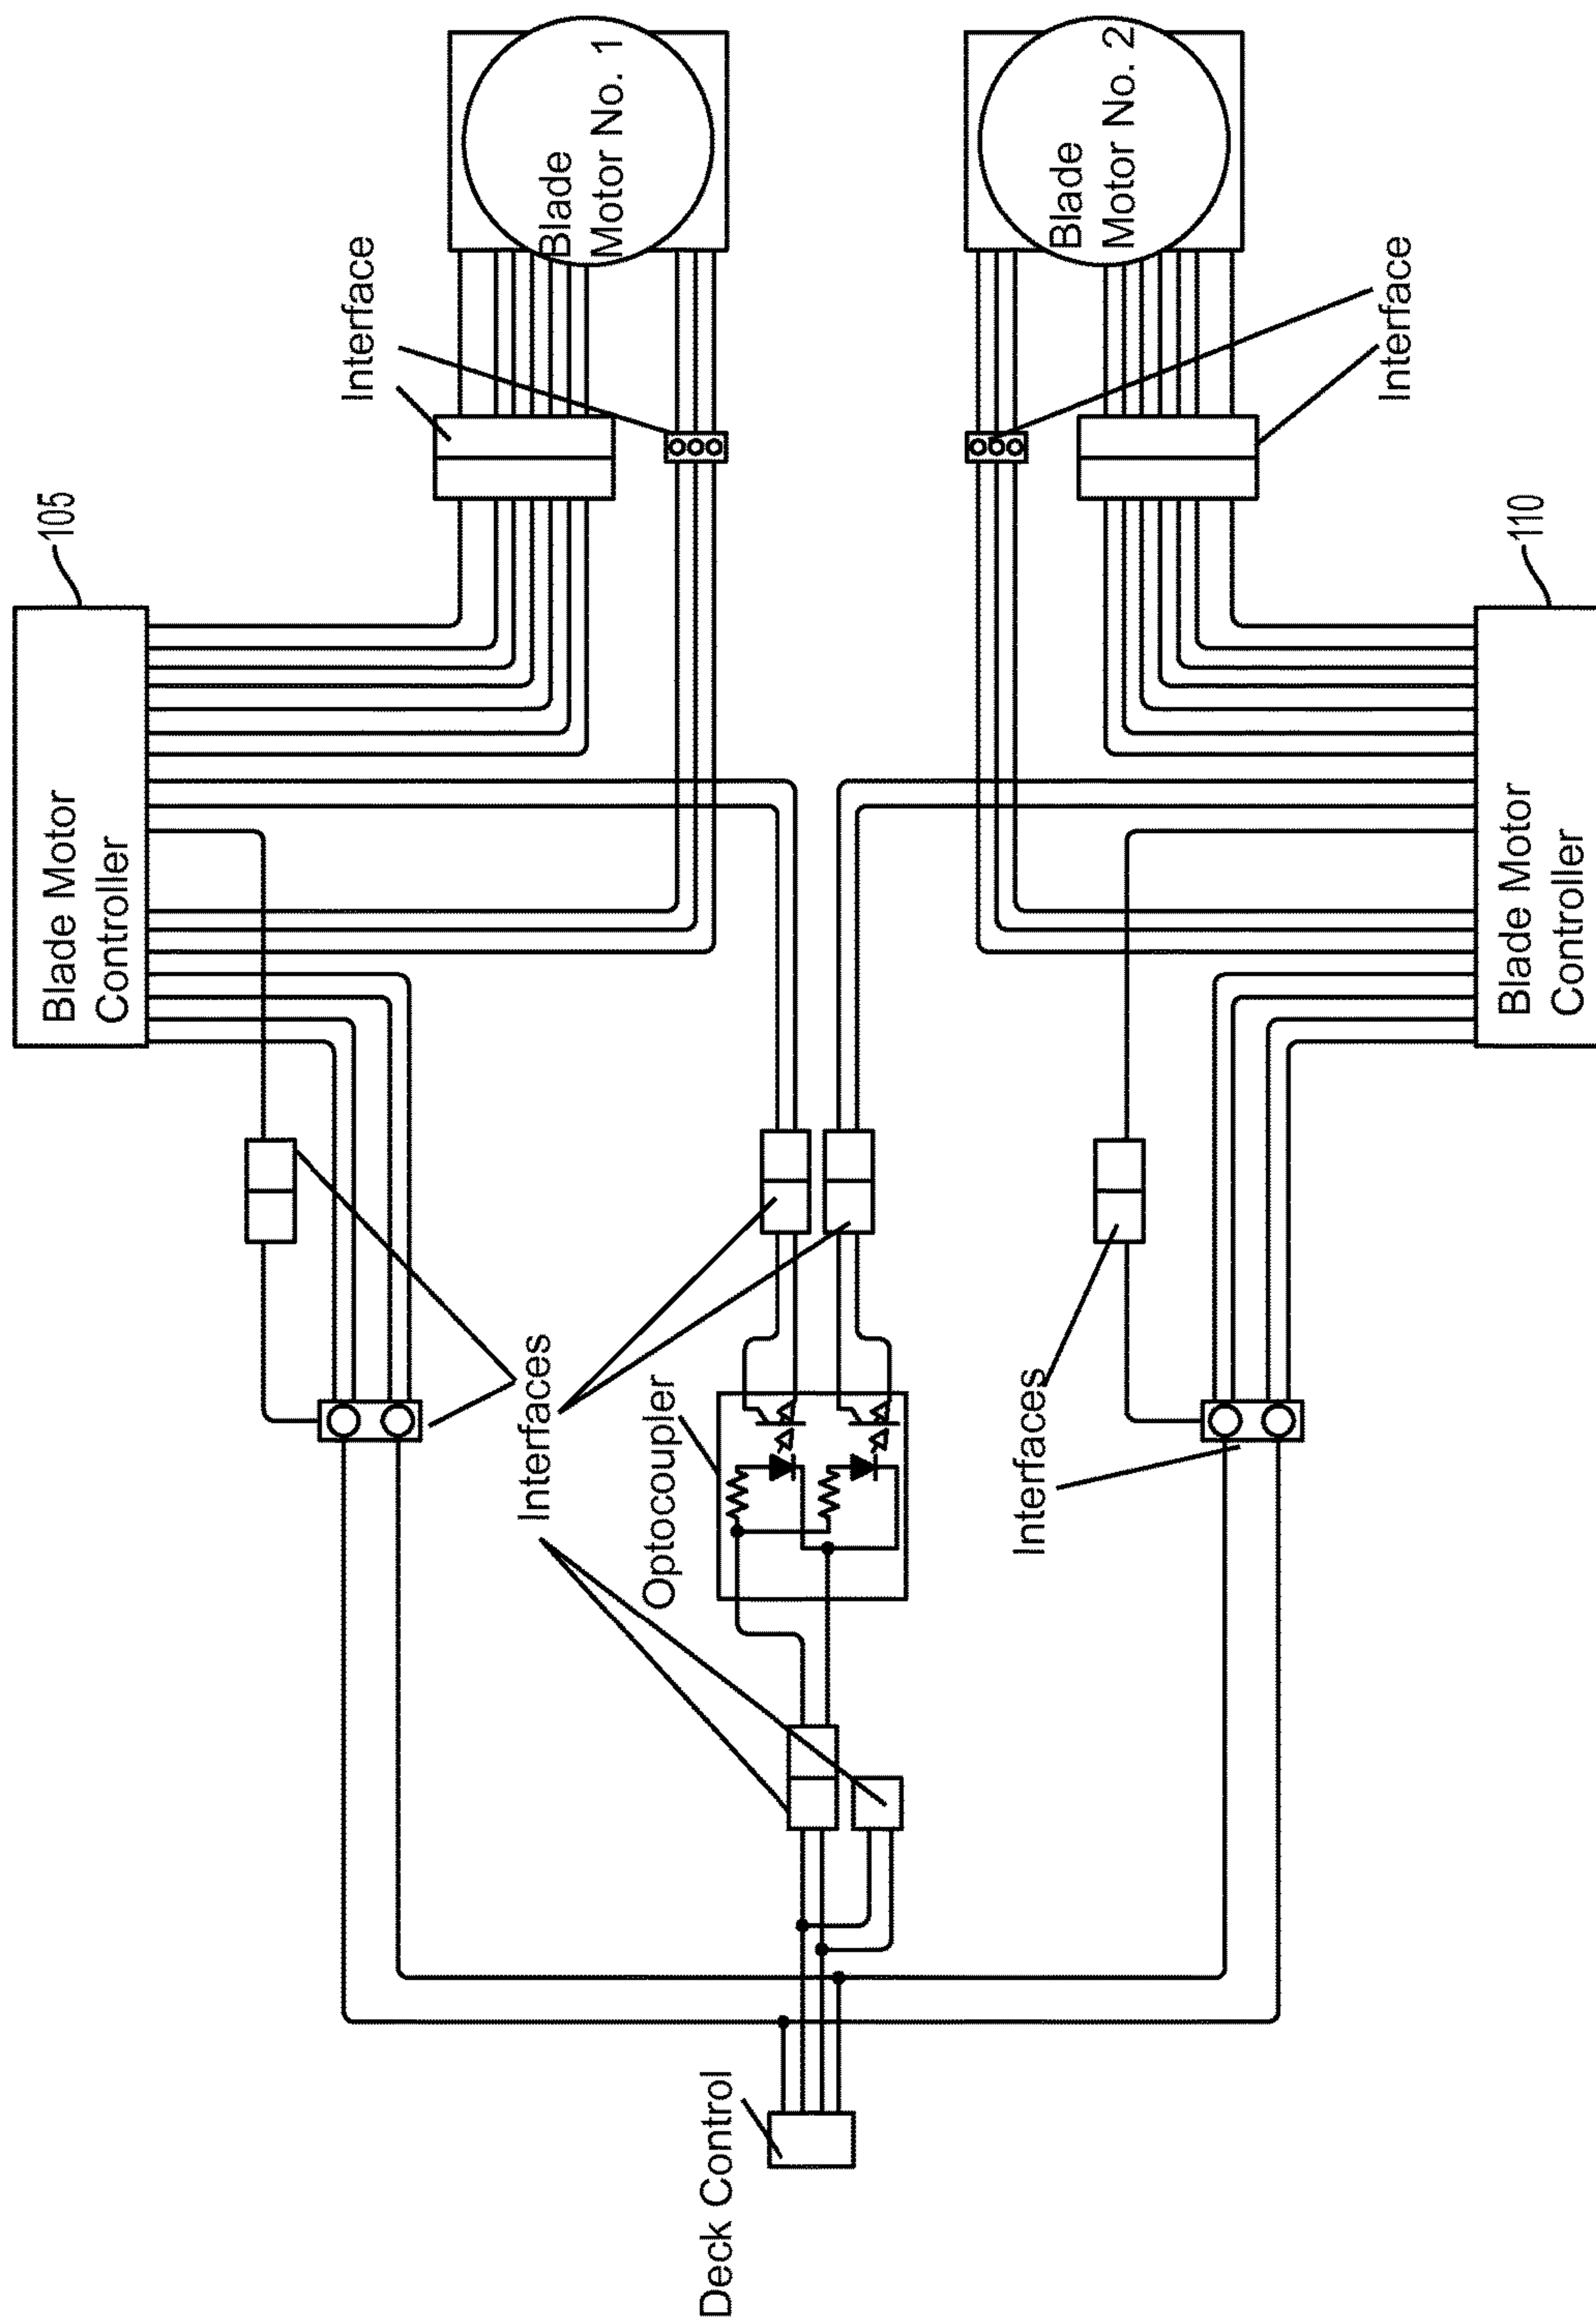 Blade Motor
Controller
105
Interface
Blade
Motor No. 1
Blade
Motor No. 2
Interface
Interfaces
Optocoupler
Interfaces
Deck Control
Blade Motor
Controller
110